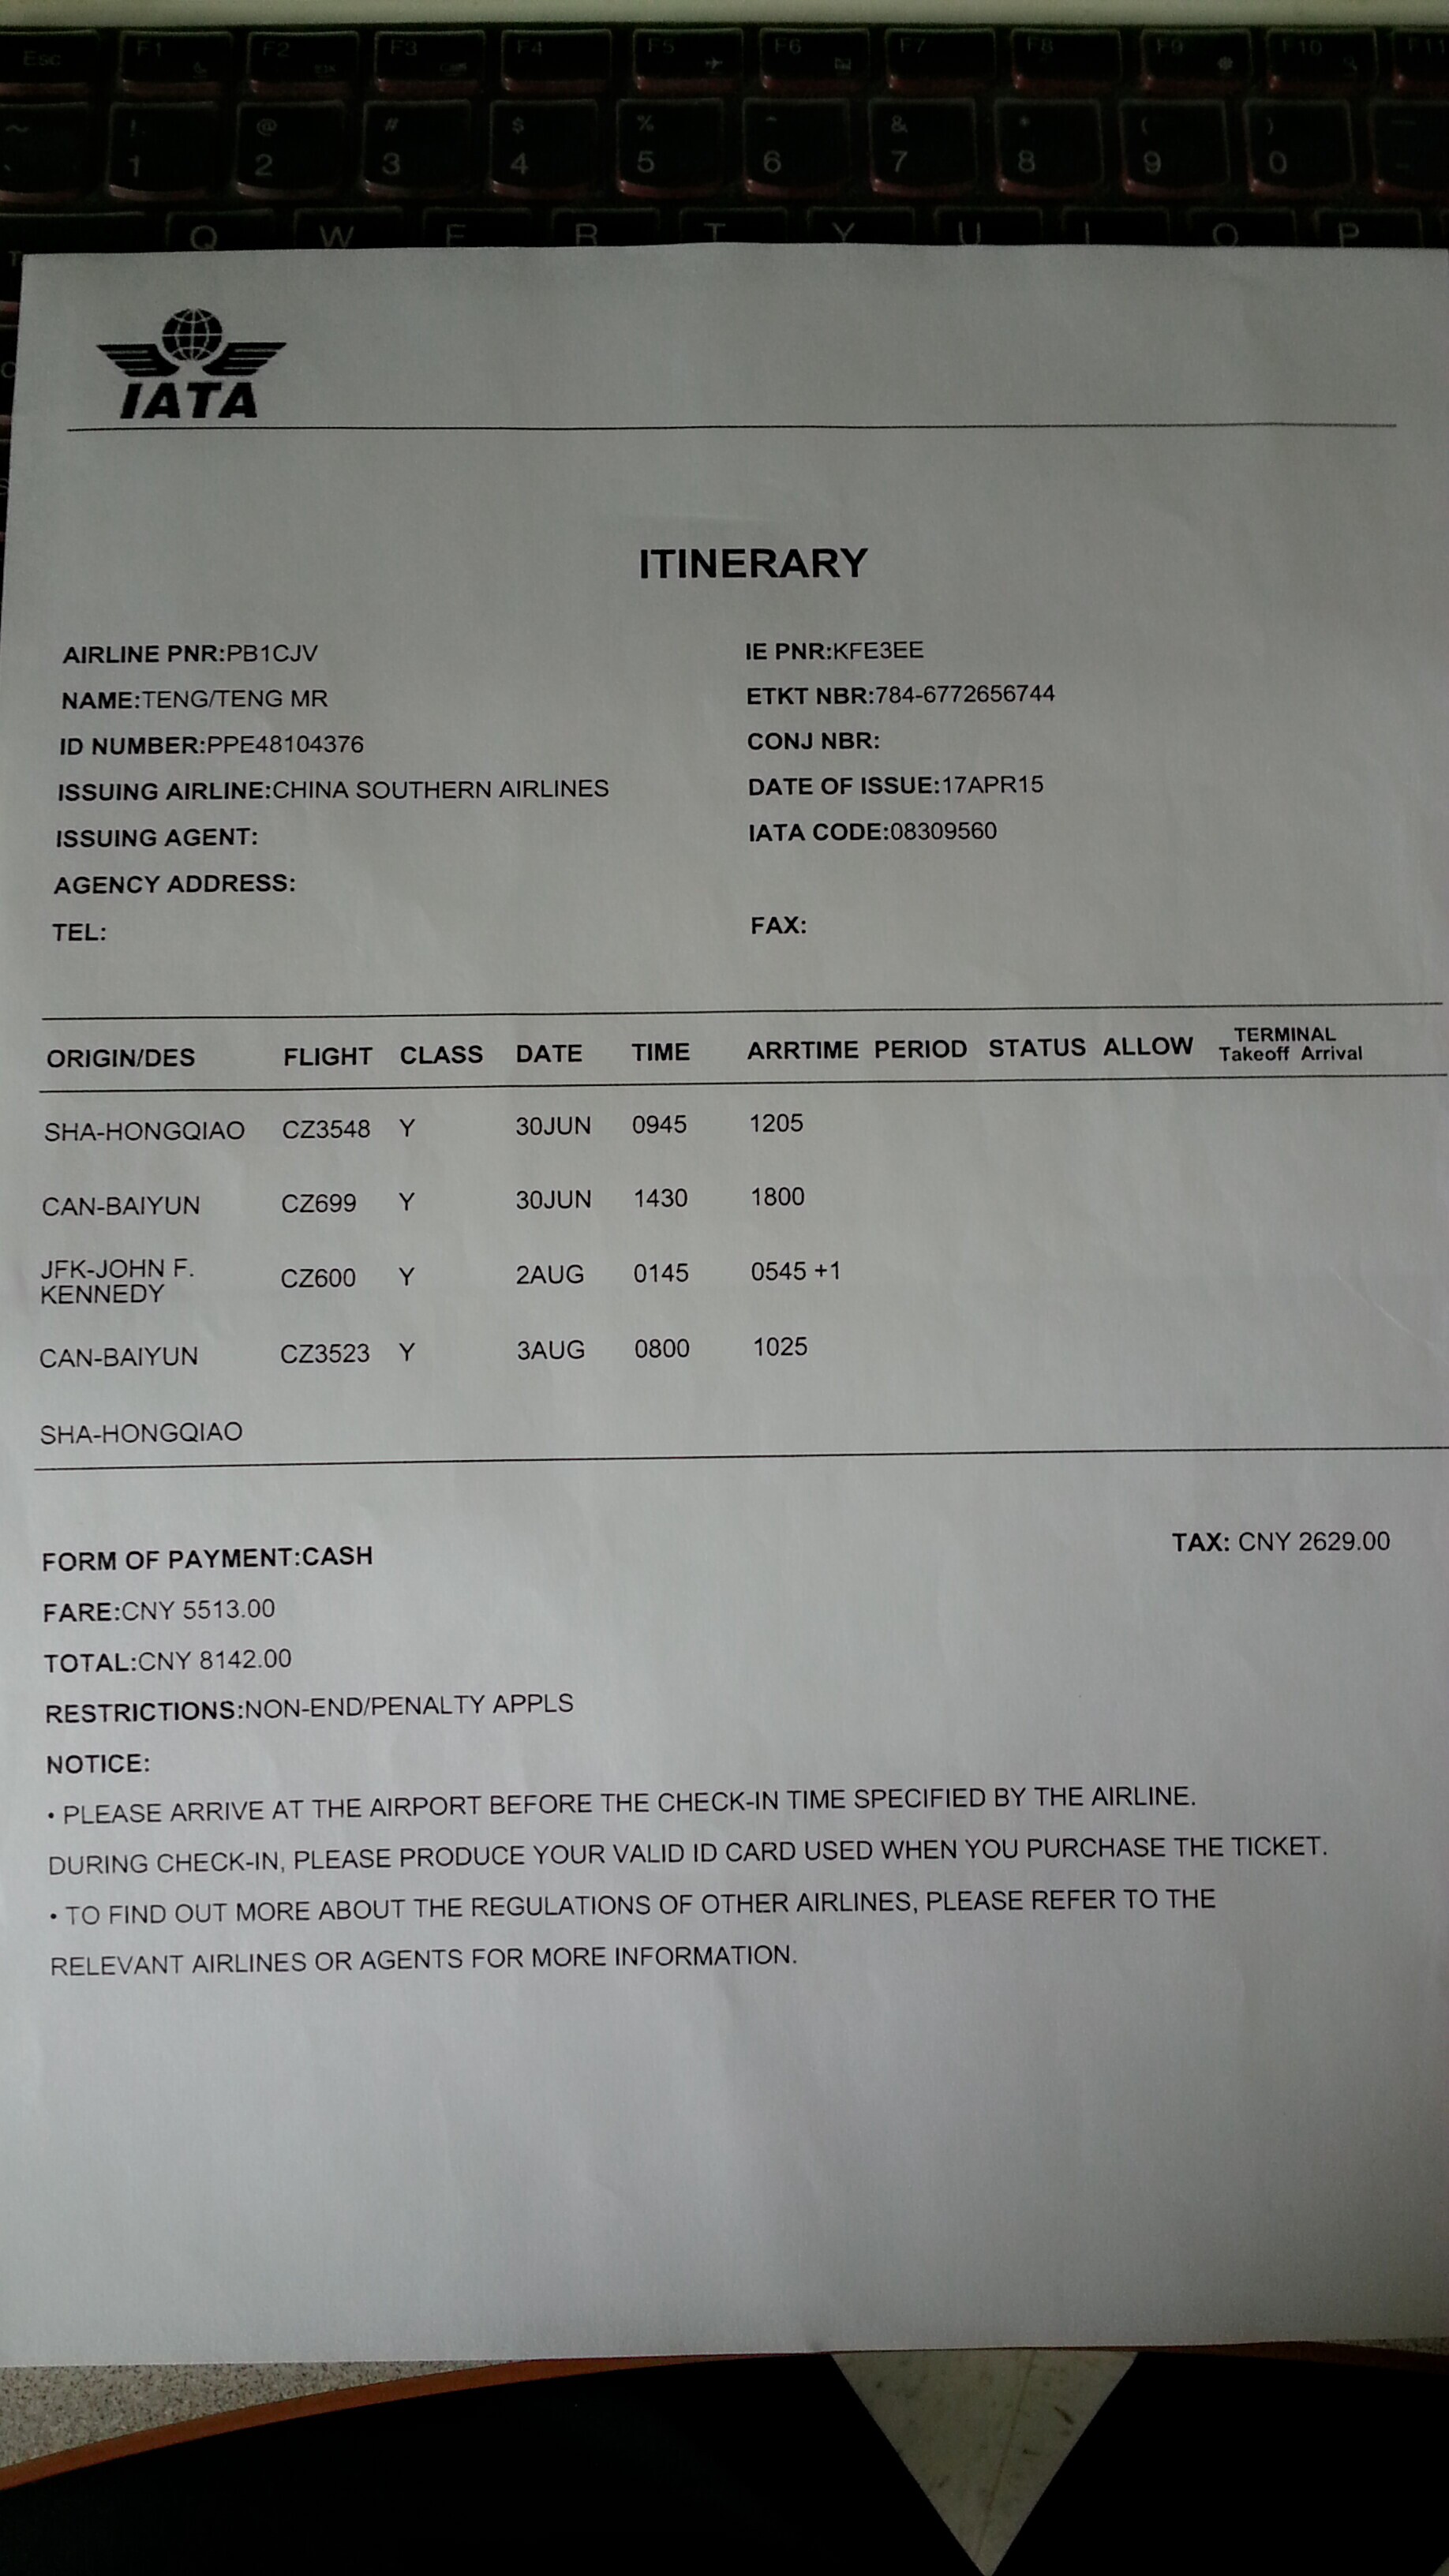 Esc F1 F2 F3 F4 F5 F6 F7 F8 F9 F10 F11
~ ! @ # $ % ^ & * ( )
1 2 3 4 5 6 7 8 9 0
Q W E R T Y U I O P
IATA
ITINERARY
AIRLINE PNR:PB1CJV IE PNR:KFE3EE
NAME:TENG/TENG MR ETKT NBR:784-6772656744
ID NUMBER:PPE48104376 CONJ NBR:
ISSUING AIRLINE:CHINA SOUTHERN AIRLINES DATE OF ISSUE:17APR15
ISSUING AGENT: IATA CODE:08309560
AGENCY ADDRESS:
TEL: FAX:
ORIGIN/DES FLIGHT CLASS DATE TIME ARRTIME PERIOD STATUS ALLOW TERMINAL
Takeoff Arrival
SHA-HONGQIAO CZ3548 Y 30JUN 0945 1205
CAN-BAIYUN CZ699 Y 30JUN 1430 1800
JFK-JOHN F.
KENNEDY CZ600 Y 2AUG 0145 0545 +1
CAN-BAIYUN CZ3523 Y 3AUG 0800 1025
SHA-HONGQIAO
FORM OF PAYMENT:CASH TAX: CNY 2629.00
FARE:CNY 5513.00
TOTAL:CNY 8142.00
RESTRICTIONS:NON-END/PENALTY APPLS
NOTICE:
• PLEASE ARRIVE AT THE AIRPORT BEFORE THE CHECK-IN TIME SPECIFIED BY THE AIRLINE.
DURING CHECK-IN, PLEASE PRODUCE YOUR VALID ID CARD USED WHEN YOU PURCHASE THE TICKET.
• TO FIND OUT MORE ABOUT THE REGULATIONS OF OTHER AIRLINES, PLEASE REFER TO THE
RELEVANT AIRLINES OR AGENTS FOR MORE INFORMATION.